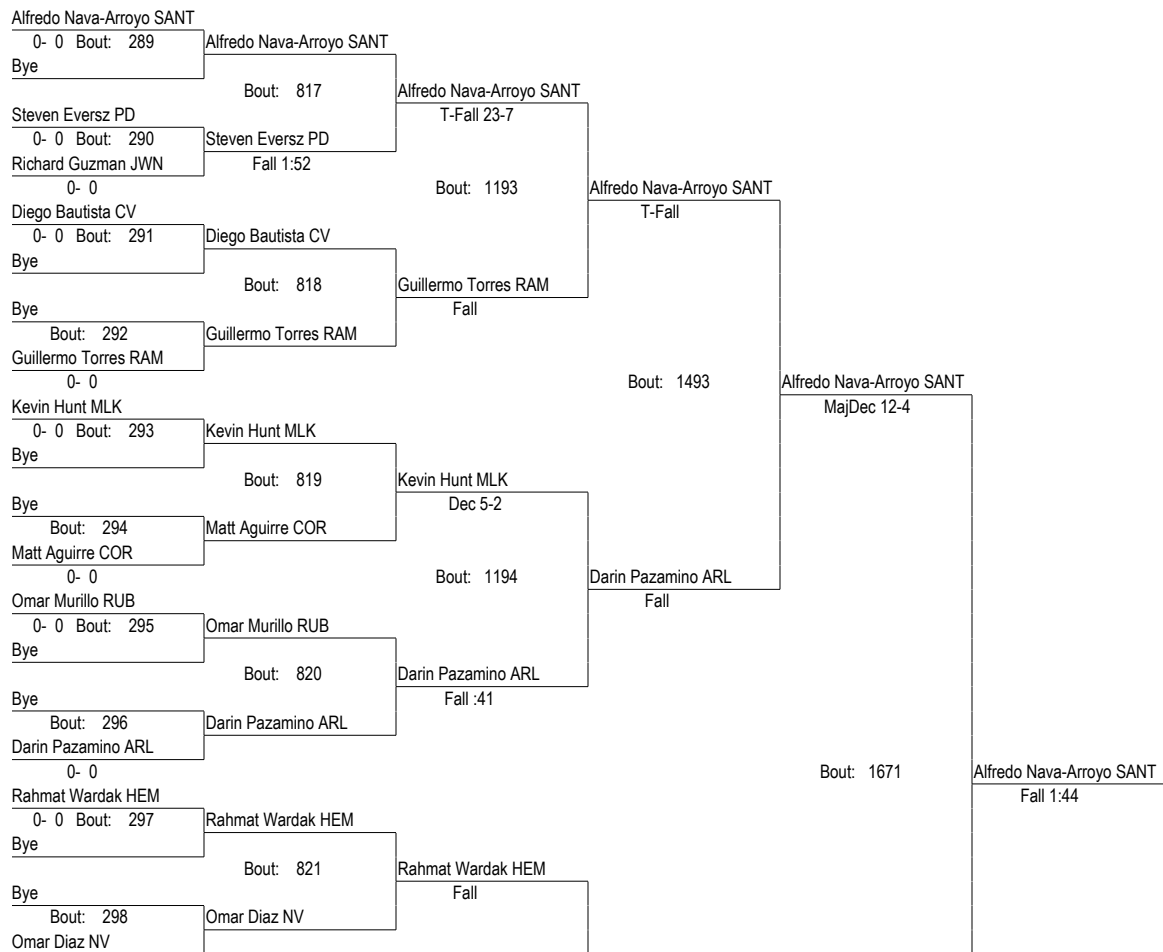 Alfredo Nava-Arroyo SANT
0- 0 Bout: 289 Alfredo Nava-Arroyo SANT
Bye
Bout: 817 Alfredo Nava-Arroyo SANT
Steven Eversz PD T-Fall 23-7
0- 0 Bout: 290 Steven Eversz PD
Richard Guzman JWN Fall 1:52
0- 0 Bout: 1193 Alfredo Nava-Arroyo SANT
Diego Bautista CV T-Fall
0- 0 Bout: 291 Diego Bautista CV
Bye
Bout: 818 Guillermo Torres RAM
Bye Fall
Bout: 292 Guillermo Torres RAM
Guillermo Torres RAM
0- 0 Bout: 1493 Alfredo Nava-Arroyo SANT
Kevin Hunt MLK MajDec 12-4
0- 0 Bout: 293 Kevin Hunt MLK
Bye
Bout: 819 Kevin Hunt MLK
Bye Dec 5-2
Bout: 294 Matt Aguirre COR
Matt Aguirre COR
0- 0 Bout: 1194 Darin Pazamino ARL
Omar Murillo RUB Fall
0- 0 Bout: 295 Omar Murillo RUB
Bye
Bout: 820 Darin Pazamino ARL
Bye Fall :41
Bout: 296 Darin Pazamino ARL
Darin Pazamino ARL
0- 0 Bout: 1671 Alfredo Nava-Arroyo SANT
Rahmat Wardak HEM Fall 1:44
0- 0 Bout: 297 Rahmat Wardak HEM
Bye
Bout: 821 Rahmat Wardak HEM
Bye Fall
Bout: 298 Omar Diaz NV
Omar Diaz NV